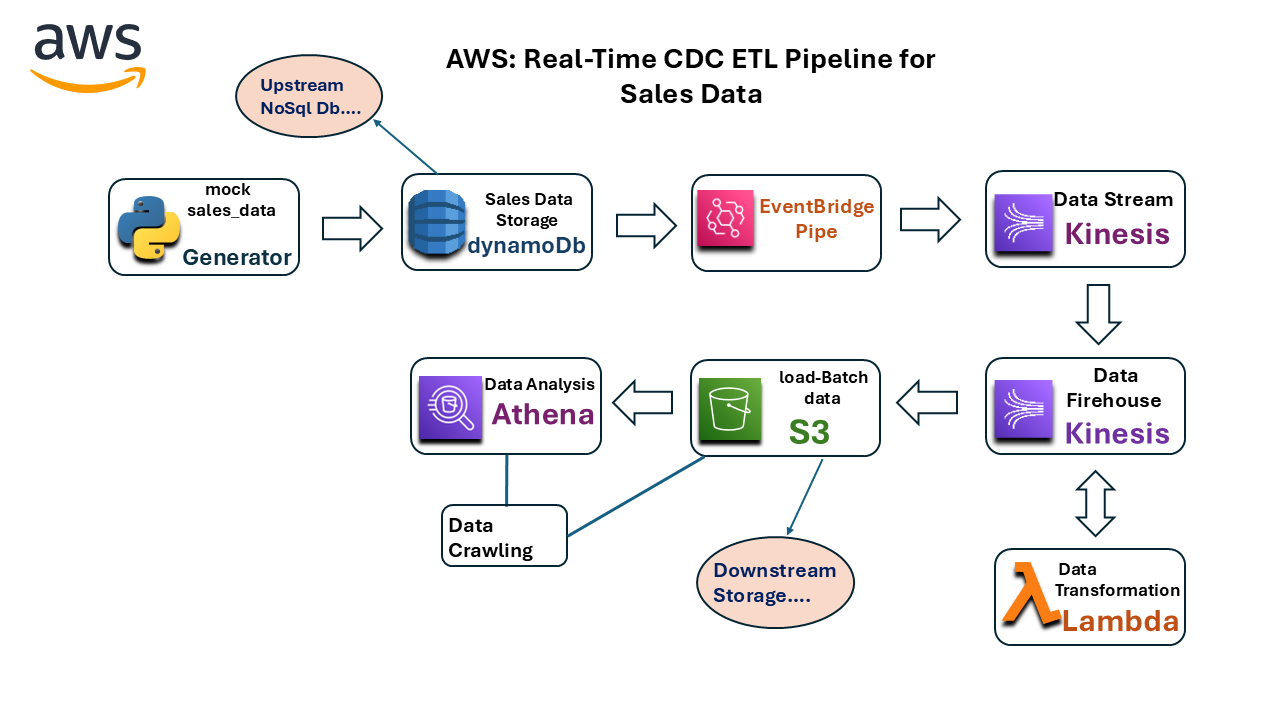 aws
AWS: Real-Time CDC ETL Pipeline for
Sales Data
Upstream
NoSql Db....
mock
sales_data
Generator
Sales Data
Storage
dynamoDb
EventBridge
Pipe
Data Stream
Kinesis
Data Analysis
Athena
load-Batch
data
S3
Data
Firehouse
Kinesis
Data
Crawling
Downstream
Storage....
Data
Transformation
Lambda